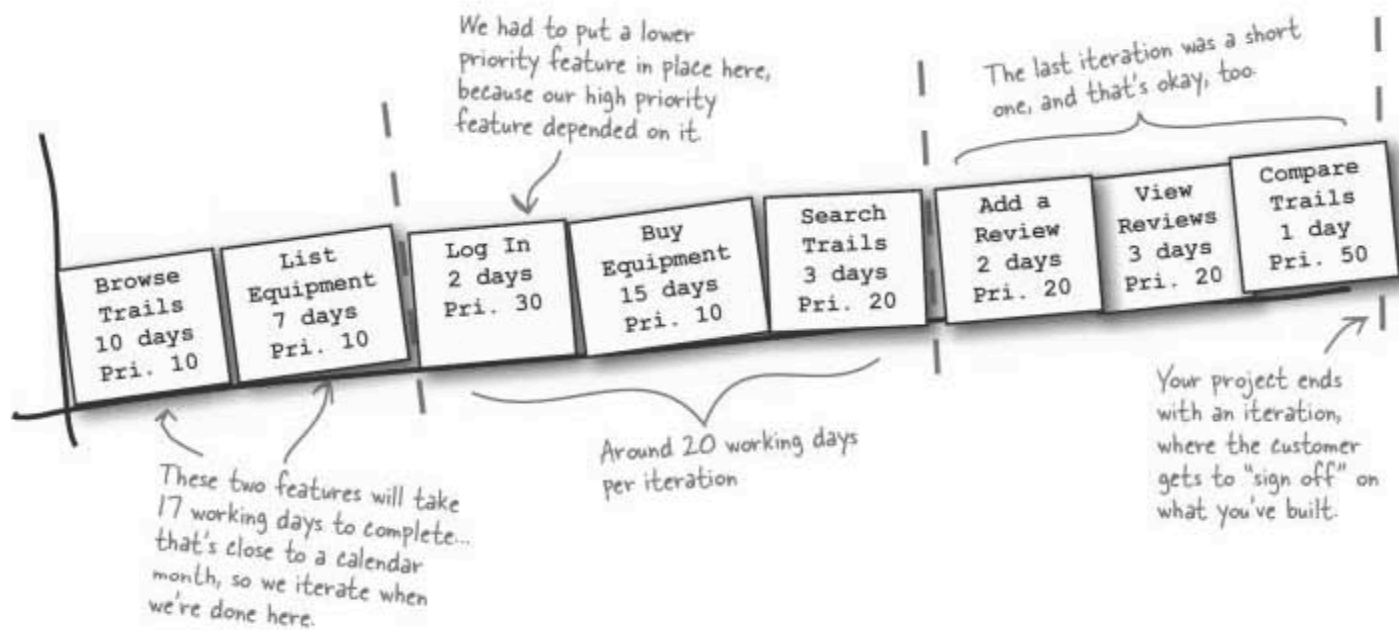 We had to put a lower
priority feature in place here,
because our high priority
feature depended on it.
The last iteration was a short
one, and that's okay, too.
Browse
Trails
10 days
Pri. 10
List
Equipment
7 days
Pri. 10
Log In
2 days
Pri. 30
Buy
Equipment
15 days
Pri. 10
Search
Trails
3 days
Pri. 20
Add a
Review
2 days
Pri. 20
View
Reviews
3 days
Pri. 20
Compare
Trails
1 day
Pri. 50
These two features will take
17 working days to complete...
that's close to a calendar
month, so we iterate when
we're done here.
Around 20 working days
per iteration
Your project ends
with an iteration,
where the customer
gets to "sign off" on
what you've built.